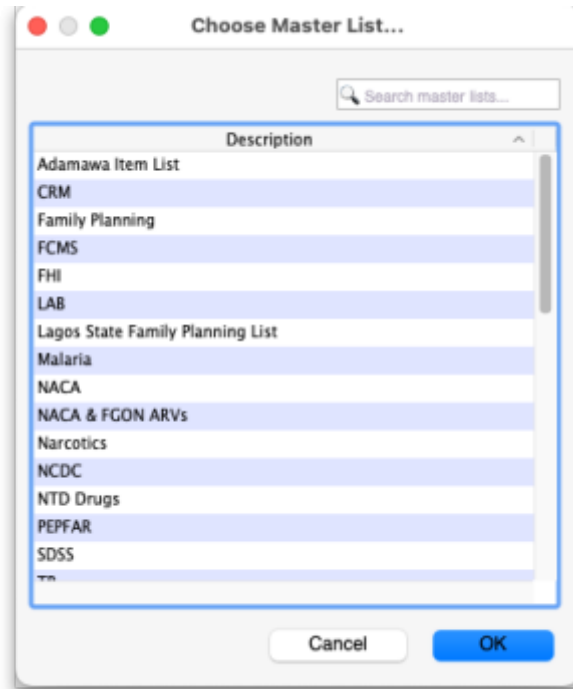 Choose Master List...
Search master lists...
Description
Adamawa Item List
CRM
Family Planning
FCMS
FHI
LAB
Lagos State Family Planning List
Malaria
NACA
NACA & FGON ARVs
Narcotics
NCDC
NTD Drugs
PEPFAR
SDSS
Cancel OK